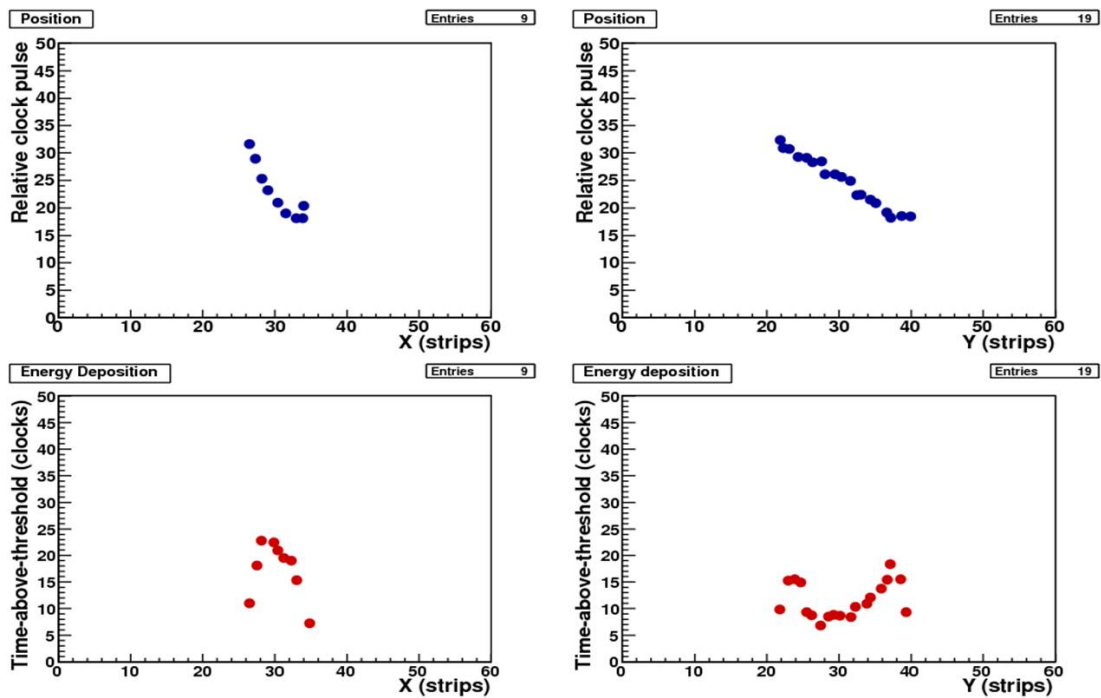 Position
Entries 9
Relative clock pulse
50
45
40
35
30
25
20
15
10
5
0
0 10 20 30 40 50 60
X (strips)
Position
Entries 19
Relative clock pulse
50
45
40
35
30
25
20
15
10
5
0
0 10 20 30 40 50 60
Y (strips)
Energy Deposition
Entries 9
Time-above-threshold (clocks)
50
45
40
35
30
25
20
15
10
5
0
0 10 20 30 40 50 60
X (strips)
Energy deposition
Entries 19
Time-above-threshold (clocks)
50
45
40
35
30
25
20
15
10
5
0
0 10 20 30 40 50 60
Y (strips)